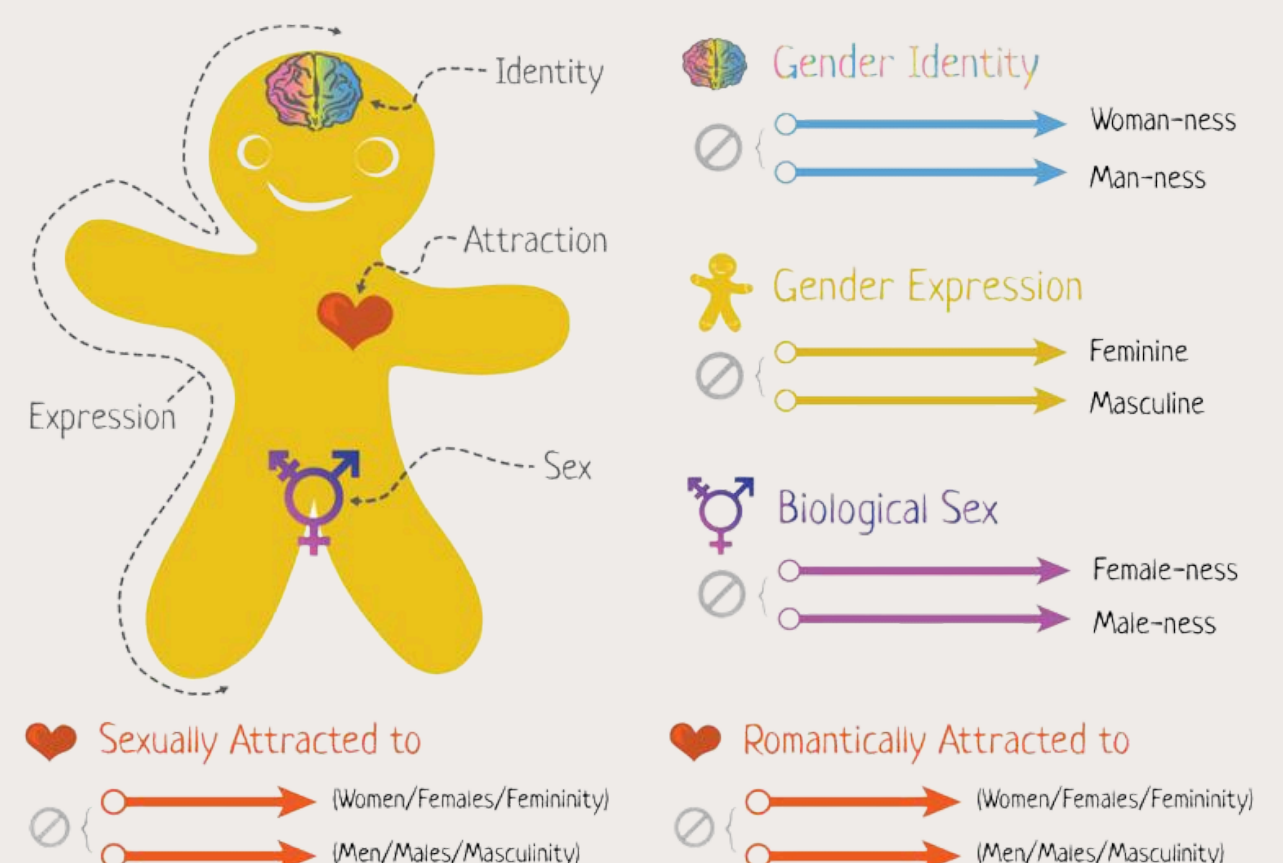 Identity
Attraction
Expression
Sex
Gender Identity
Woman-ness
Man-ness
Gender Expression
Feminine
Masculine
Biological Sex
Female-ness
Male-ness
Sexually Attracted to
(Women/Females/Femininity)
(Men/Males/Masculinity)
Romantically Attracted to
(Women/Females/Femininity)
(Men/Males/Masculinity)